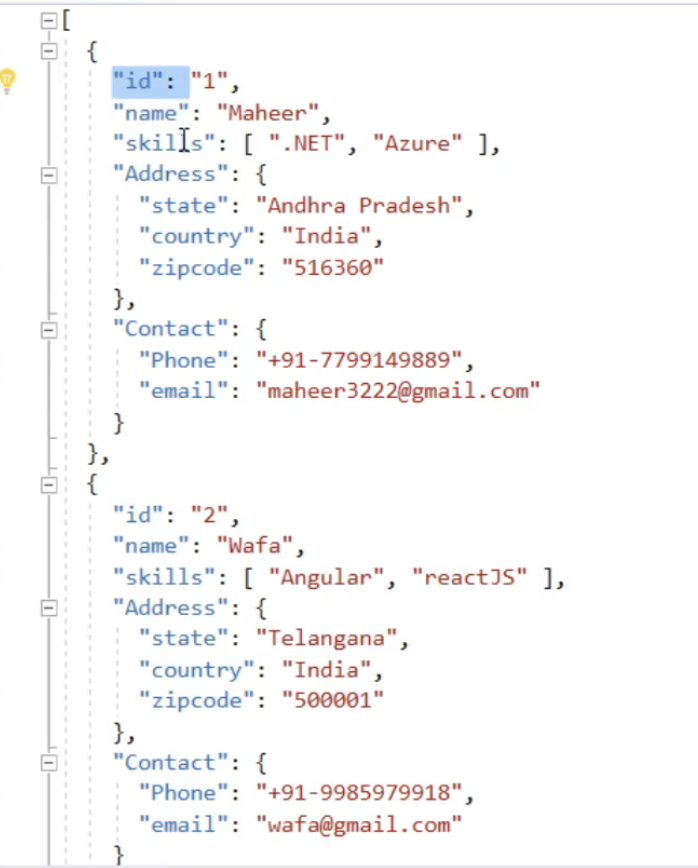 [
{
"id": "1",
"name": "Maheer",
"skills": [ ".NET", "Azure" ],
"Address": {
"state": "Andhra Pradesh",
"country": "India",
"zipcode": "516360"
},
"Contact": {
"Phone": "+91-7799149889",
"email": "maheer3222@gmail.com"
}
},
{
"id": "2",
"name": "Wafa",
"skills": [ "Angular", "reactJS" ],
"Address": {
"state": "Telangana",
"country": "India",
"zipcode": "500001"
},
"Contact": {
"Phone": "+91-9985979918",
"email": "wafa@gmail.com"
}